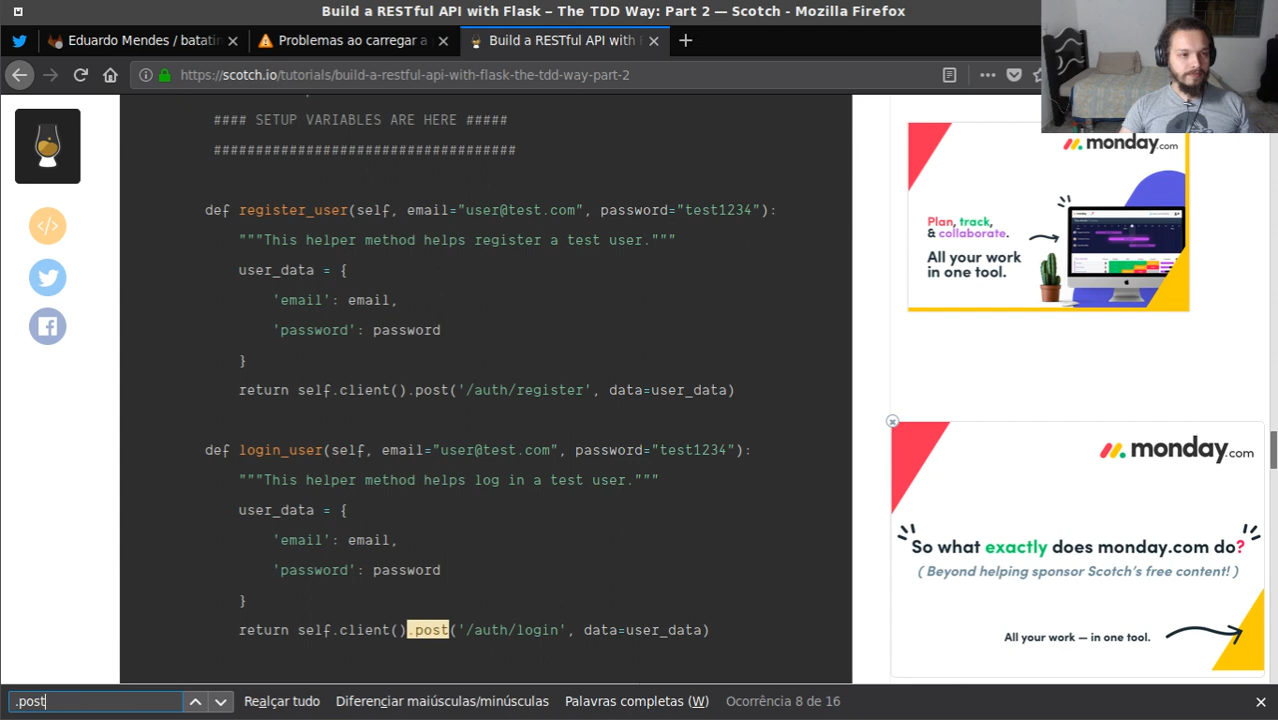 Build a RESTful API with Flask – The TDD Way: Part 2 — Scotch - Mozilla Firefox
Eduardo Mendes / batatin
Problemas ao carregar a
Build a RESTful API with F
https://scotch.io/tutorials/build-a-restful-api-with-flask-the-tdd-way-part-2
#### SETUP VARIABLES ARE HERE #####
####################################
def register_user(self, email="user@test.com", password="test1234"):
"""This helper method helps register a test user."""
user_data = {
'email': email,
'password': password
}
return self.client().post('/auth/register', data=user_data)
def login_user(self, email="user@test.com", password="test1234"):
"""This helper method helps log in a test user."""
user_data = {
'email': email,
'password': password
}
return self.client().post('/auth/login', data=user_data)
monday.com
Plan, track,
& collaborate.
All your work
in one tool.
monday.com
So what exactly does monday.com do?
( Beyond helping sponsor Scotch's free content! )
All your work — in one tool.
.post
Realçar tudo
Diferenciar maiúsculas/minúsculas
Palavras completas (W)
Ocorrência 8 de 16